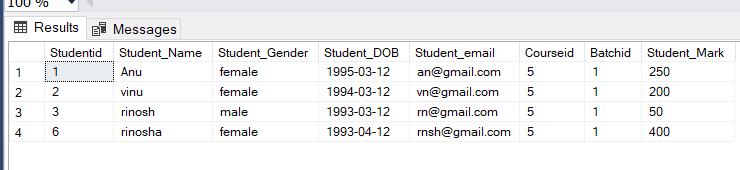 100 %
Results Messages
Studentid Student_Name Student_Gender Student_DOB Student_email Courseid Batchid Student_Mark
1 1 Anu female 1995-03-12 an@gmail.com 5 1 250
2 2 vinu female 1994-03-12 vn@gmail.com 5 1 200
3 3 rinosh male 1993-03-12 rn@gmail.com 5 1 50
4 6 rinosha female 1993-04-12 rnsh@gmail.com 5 1 400